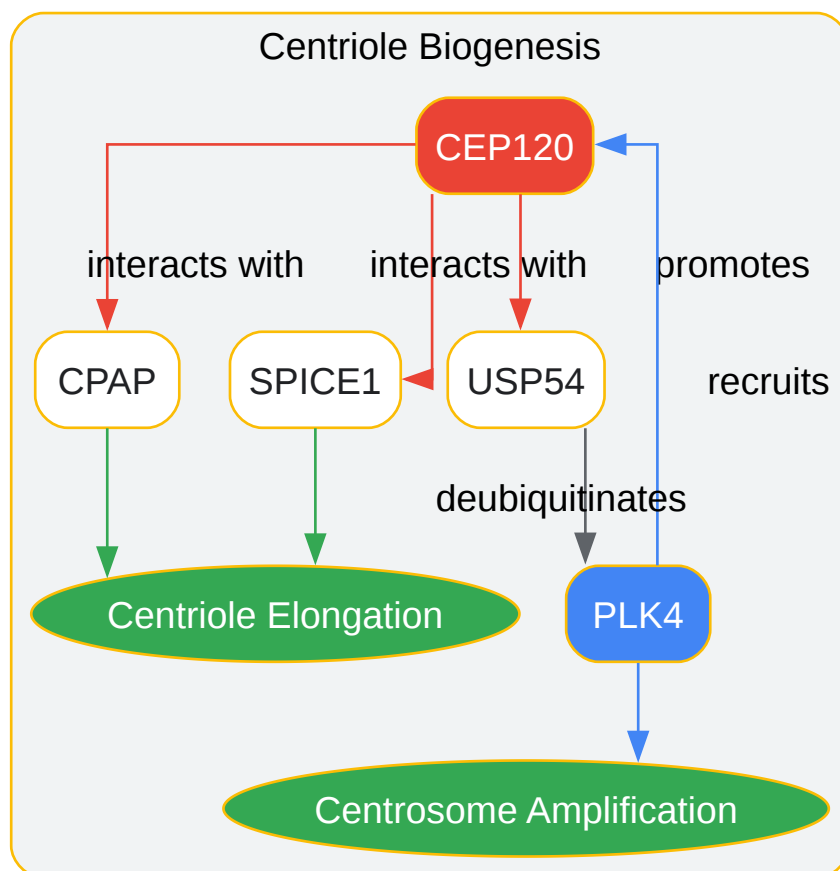 Centriole Biogenesis
CEP120
interacts with
interacts with
promotes
CPAP
SPICE1
USP54
recruits
deubiquitinates
Centriole Elongation
PLK4
Centrosome Amplification